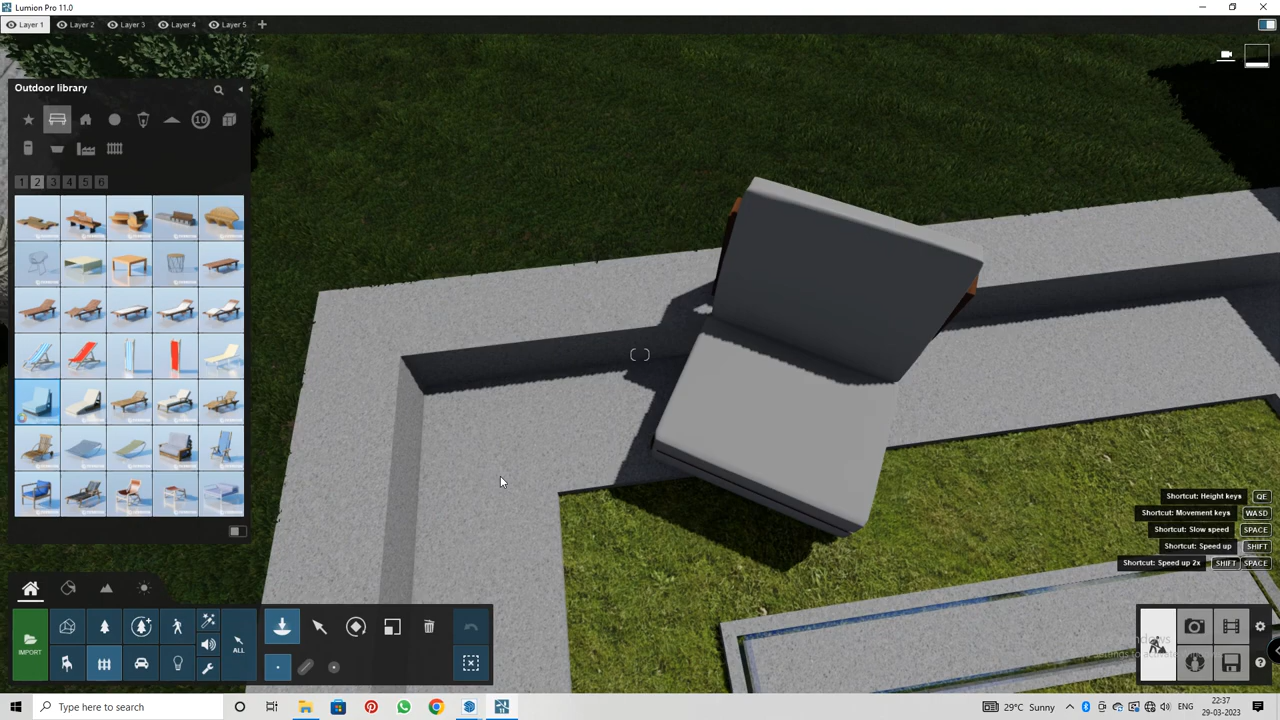 Lumion Pro 11.0
Layer 1 Layer 2 Layer 3 Layer 4 Layer 5
Outdoor library
10
1 2 3 4 5 6
Shortcut: Height keys QE
Shortcut: Movement keys WASD
Shortcut: Slow speed SPACE
Shortcut: Speed up SHIFT
Shortcut: Speed up 2x SHIFT SPACE
IMPORT
ALL
Type here to search
29°C Sunny
ENG
22:37
29-03-2023